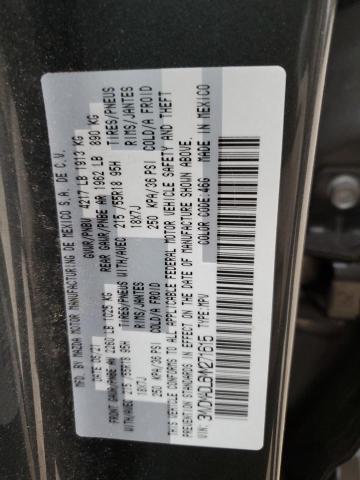 MFD. BY MAZDA MOTOR MANUFACTURING DE MEXICO S.A. DE C.V.
DATE 05/21 GVWR/PNBV 4217 LB 1913 KG
FRONT GAWR/PNBE AV 2260 LB 1025 KG REAR GAWR/PNBE AR 1962 LB 890 KG
WITH/AVEC 215 /55R18 95H TIRES/PNEUS WITH/AVEC 215 /55R18 95H TIRES/PNEUS
18X7J RIMS/JANTES 18X7J RIMS/JANTES
250 KPA/36 PSI COLD/A FROID 250 KPA/36 PSI COLD/A FROID
THIS VEHICLE CONFORMS TO ALL APPLICABLE FEDERAL MOTOR VEHICLE SAFETY AND THEFT
PREVENTION STANDARDS IN EFFECT ON THE DATE OF MANUFACTURE SHOWN ABOVE.
VIN: TYPE: MPV COLOR CODE: 46G MADE IN MEXICO